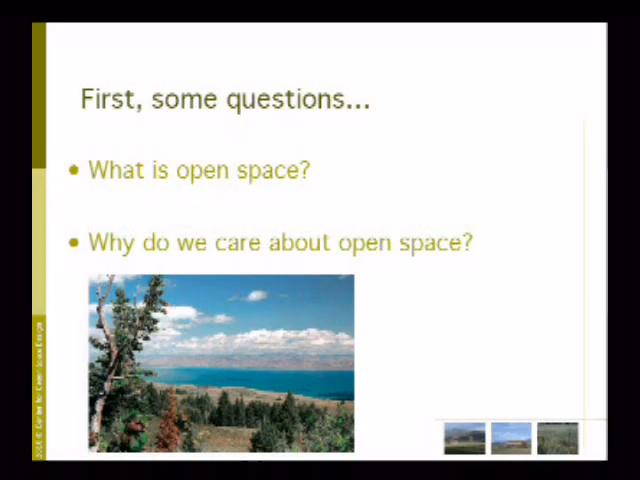 First, some questions...
• What is open space?
• Why do we care about open space?